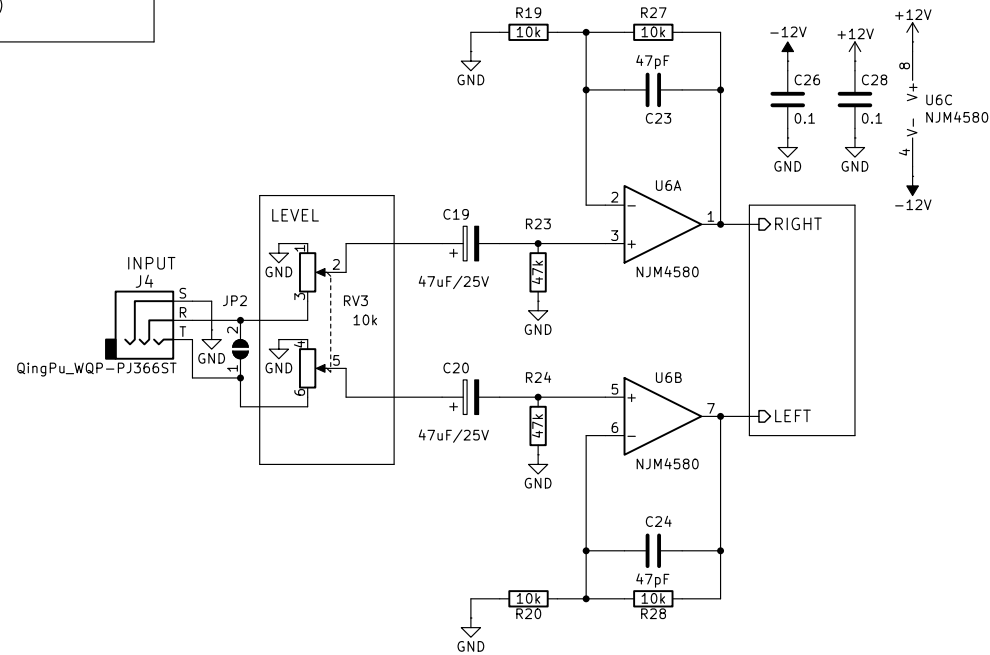 )
R19
10k
R27
10k
GND
47pF
C23
-12V
+12V
+12V
C26
0.1
C28
0.1
GND
GND
8
V+
V-
4
U6C
NJM4580
-12V
U6A
2
-
3
+
1
NJM4580
RIGHT
LEVEL
GND
1
2
3
RV3
10k
C19
+
47uF/25V
R23
47k
GND
INPUT
J4
S
R
T
GND
QingPu_WQP-PJ366ST
JP2
2
1
GND
4
5
6
C20
+
47uF/25V
R24
47k
GND
U6B
5
+
6
-
7
NJM4580
LEFT
C24
47pF
10k
R20
10k
R28
GND